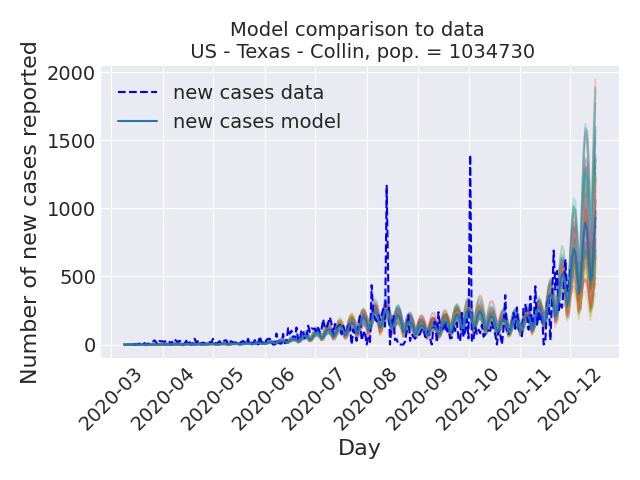 Model comparison to data
US - Texas - Collin, pop. = 1034730
Number of new cases reported
2000
1500
1000
500
0
new cases data
new cases model
2020-03
2020-04
2020-05
2020-06
2020-07
2020-08
2020-09
2020-10
2020-11
2020-12
Day